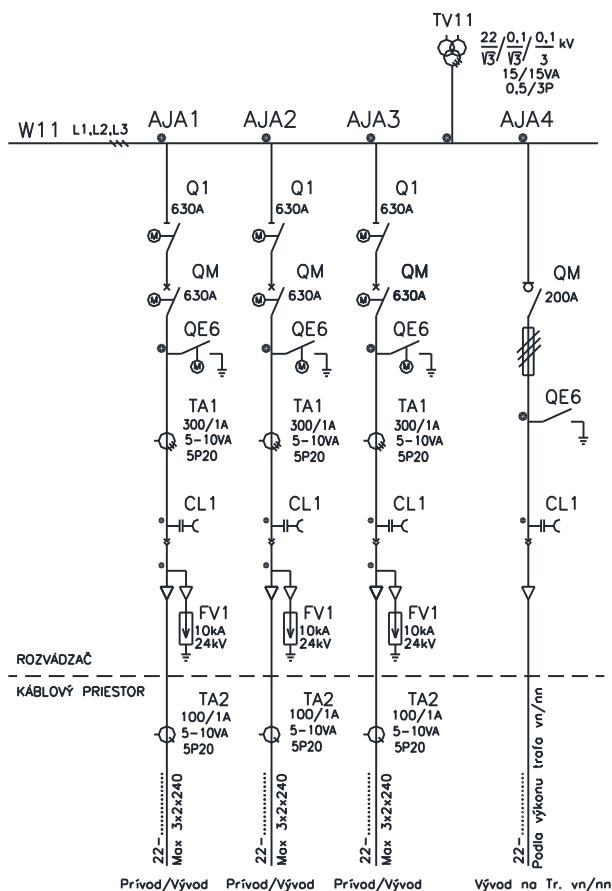 TV11
22/√3 / 0,1/√3 / 0,1/3 kV
15/15VA
0,5/3P
W11 L1,L2,L3 AJA1 AJA2 AJA3 AJA4
Q1 Q1 Q1
630A 630A 630A
M M M
QM QM QM QM
M 630A M 630A M 630A 200A
QE6 QE6 QE6
M M M
QE6
TA1 TA1 TA1
300/1A 300/1A 300/1A
5-10VA 5-10VA 5-10VA
5P20 5P20 5P20
CL1 CL1 CL1 CL1
FV1 FV1 FV1
10kA 10kA 10kA
24kV 24kV 24kV
ROZVÁDZAČ
KÁBLOVÝ PRIESTOR
TA2 TA2 TA2
100/1A 100/1A 100/1A
5-10VA 5-10VA 5-10VA
5P20 5P20 5P20
22-..........
Max 3x2x240
22-..........
Max 3x2x240
22-..........
Max 3x2x240
22-..........
Podla výkonu trafa vn/nn
Prívod/Vývod Prívod/Vývod Prívod/Vývod Vývod na Tr. vn/nn